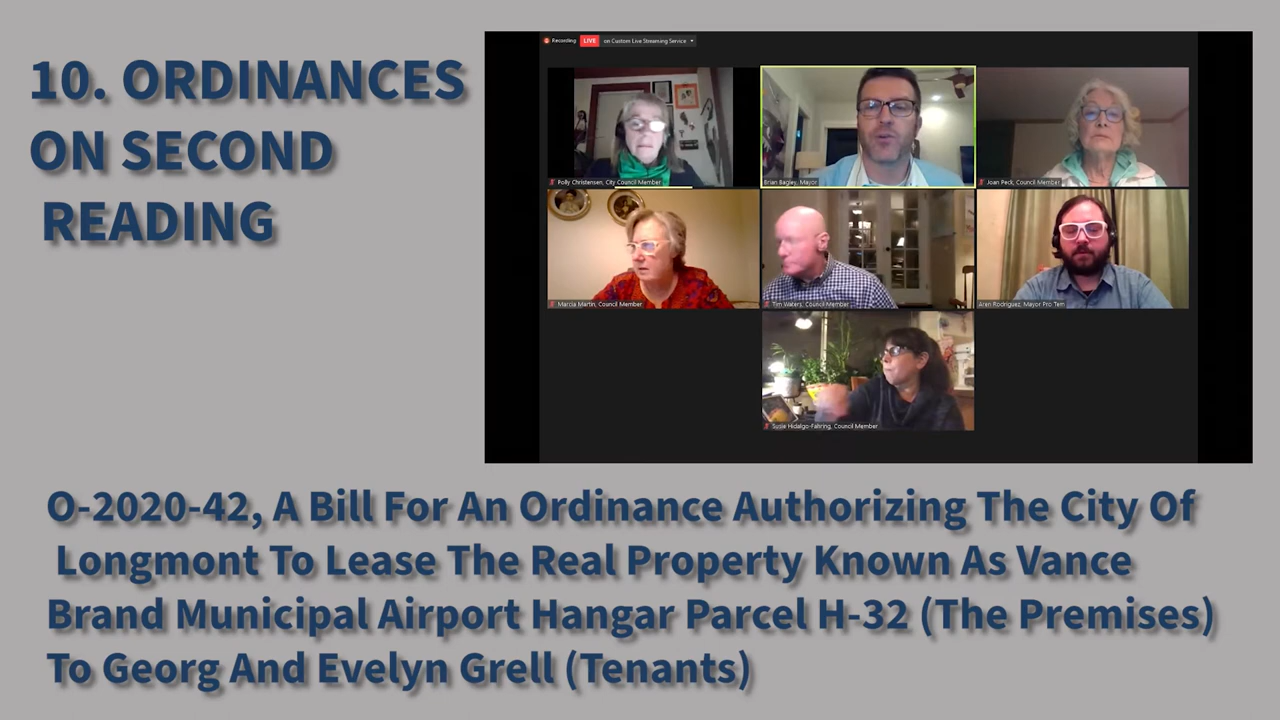 10. ORDINANCES
ON SECOND
READING
Recording LIVE on Custom Live Streaming Service
Polly Christensen, City Council Member
Brian Bagley, Mayor
Joan Peck, Council Member
Marcia Martin, Council Member
Tim Waters, Council Member
Aren Rodriguez, Mayor Pro Tem
Susie Hidalgo-Fahring, Council Member
O-2020-42, A Bill For An Ordinance Authorizing The City Of
Longmont To Lease The Real Property Known As Vance
Brand Municipal Airport Hangar Parcel H-32 (The Premises)
To Georg And Evelyn Grell (Tenants)